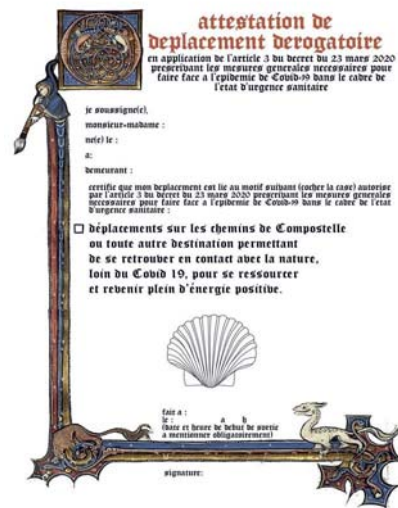 attestation de
deplacement derogatoire
en application de l'article 3 du decret du 23 mars 2020
prescrivant les mesures generales necessaires pour
faire face a l'epidemie de Covid-19 dans le cadre de
l'etat d'urgence sanitaire
je soussigne(e),
monsieur-madame :
ne(e) le :
a:
demeurant :
certifie que mon deplacement est lie au motif suivant (cocher la case) autorise
par l'article 3 du decret du 23 mars 2020 prescrivant les mesures generales
necessaires pour faire face a l'epidemie de Covid-19 dans le cadre de l'etat
d'urgence sanitaire :
déplacements sur les chemins de Compostelle
ou toute autre destination permettant
de se retrouver en contact avec la nature,
loin du Covid 19, pour se ressourcer
et revenir plein d'énergie positive.
fait a :
le : a h
(date et heure de debut de sortie
a mentionner obligatoirement)
signature: